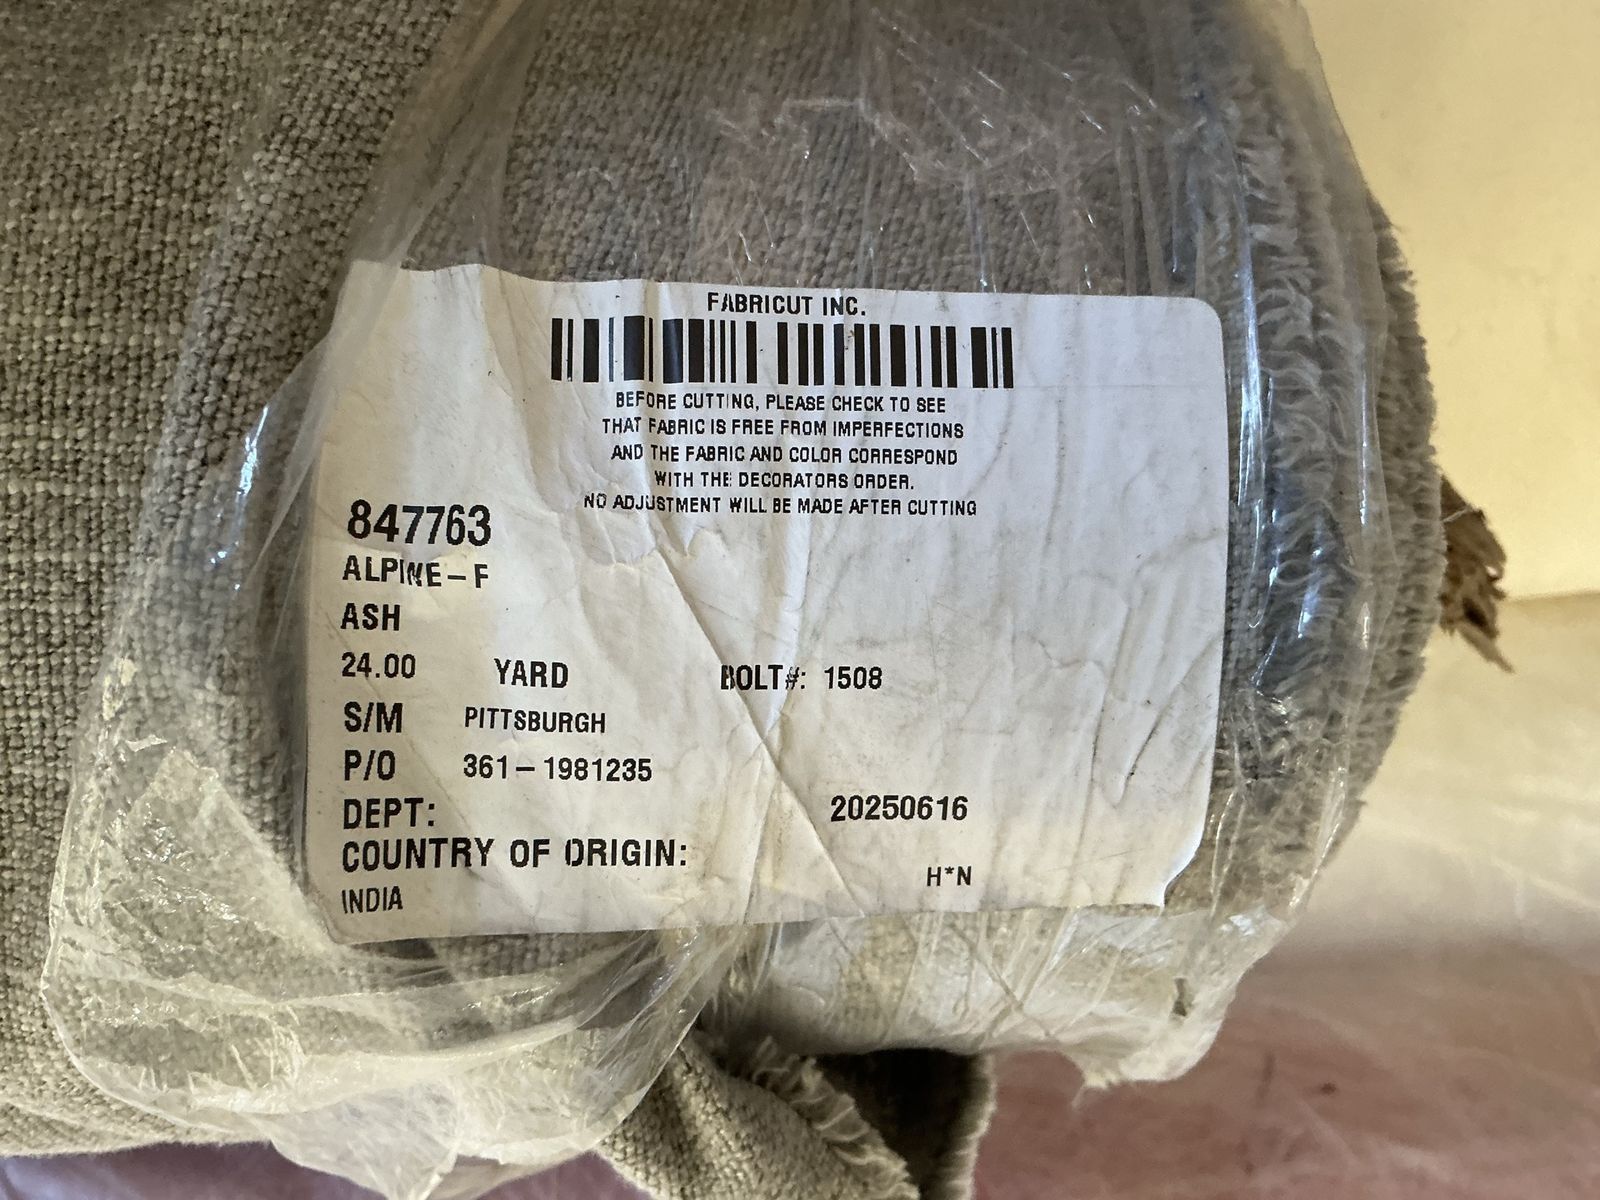 FABRICUT INC.
BEFORE CUTTING, PLEASE CHECK TO SEE
THAT FABRIC IS FREE FROM IMPERFECTIONS
AND THE FABRIC AND COLOR CORRESPOND
WITH THE DECORATORS ORDER.
NO ADJUSTMENT WILL BE MADE AFTER CUTTING
847763
ALPINE-F
ASH
24.00 YARD BOLT#: 1508
S/M PITTSBURGH
P/O 361-1981235
DEPT: 20250616
COUNTRY OF ORIGIN:
INDIA H*N